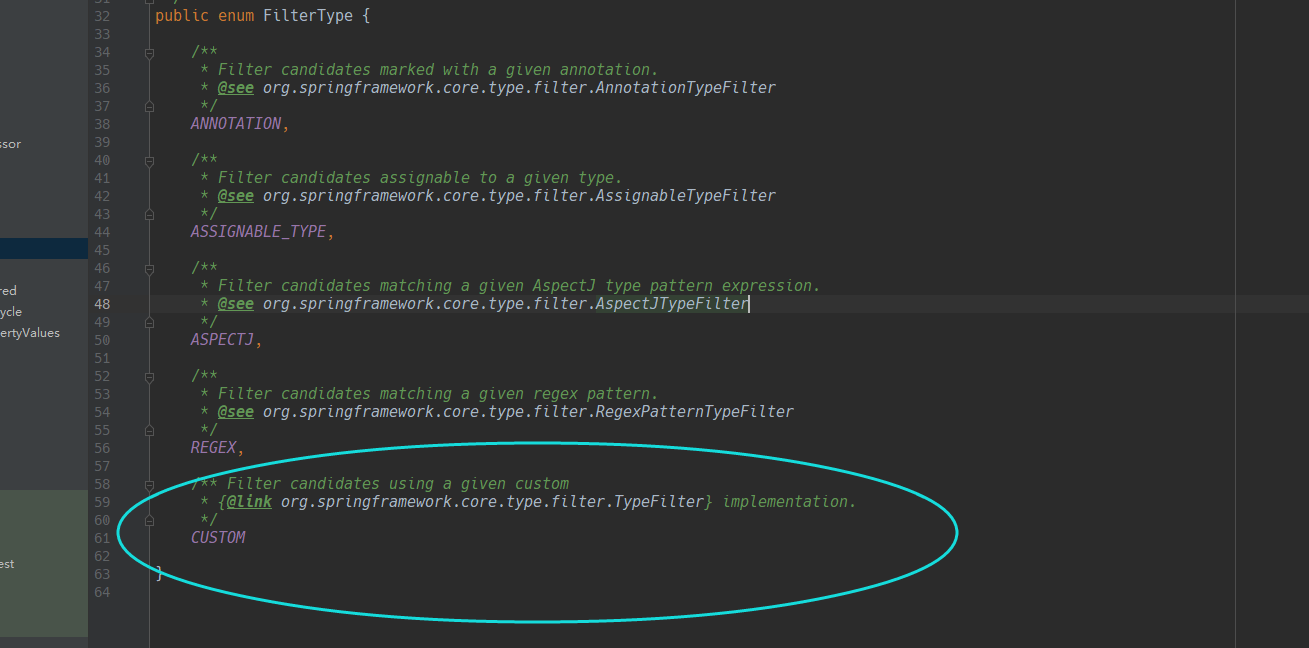 31
32 public enum FilterType {
33
34 /**
35 * Filter candidates marked with a given annotation.
36 * @see org.springframework.core.type.filter.AnnotationTypeFilter
37 */
38 ANNOTATION,
39
40 /**
41 * Filter candidates assignable to a given type.
42 * @see org.springframework.core.type.filter.AssignableTypeFilter
43 */
44 ASSIGNABLE_TYPE,
45
46 /**
47 * Filter candidates matching a given AspectJ type pattern expression.
48 * @see org.springframework.core.type.filter.AspectJTypeFilter
49 */
50 ASPECTJ,
51
52 /**
53 * Filter candidates matching a given regex pattern.
54 * @see org.springframework.core.type.filter.RegexPatternTypeFilter
55 */
56 REGEX,
57
58 /** Filter candidates using a given custom
59 * {@link org.springframework.core.type.filter.TypeFilter} implementation.
60 */
61 CUSTOM
62
63 }
64
ssor
red
ycle
ertyValues
est